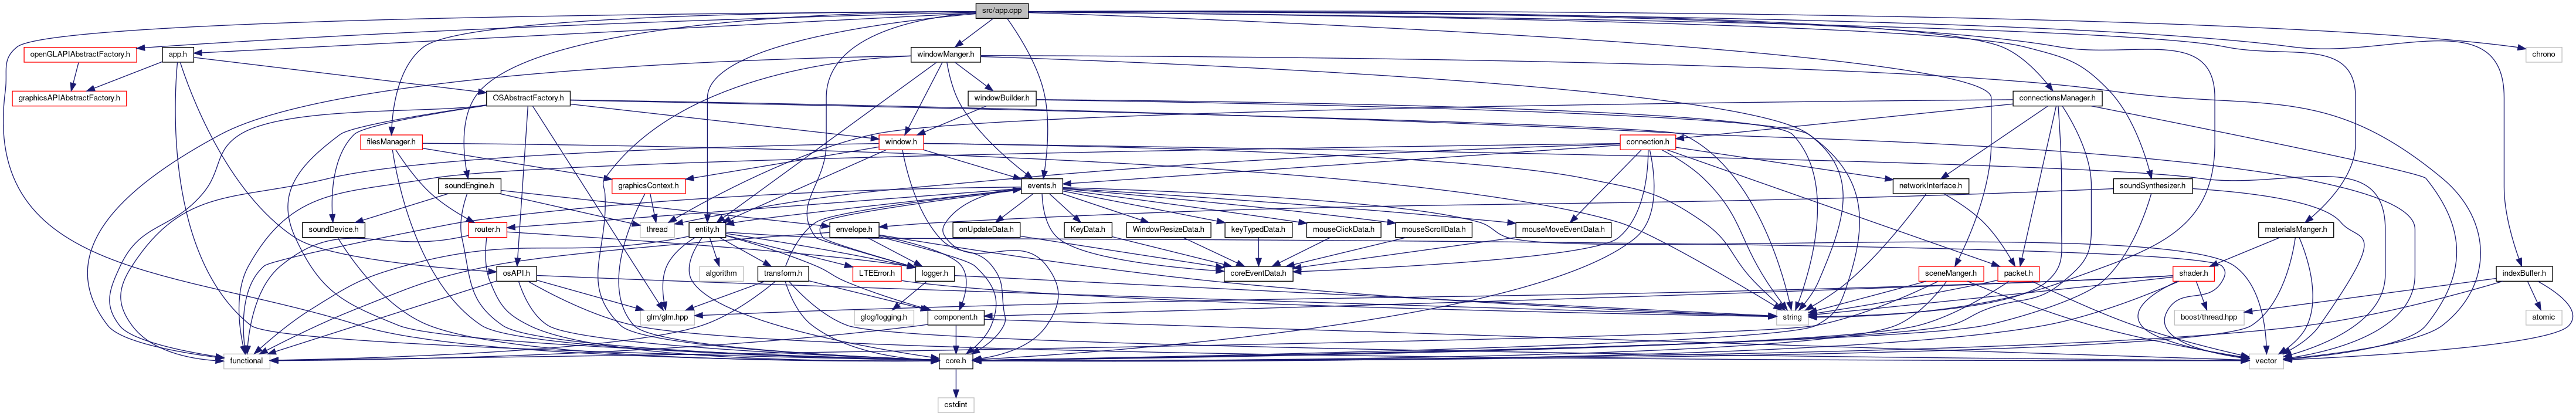 src/app.cpp
openGLAPIAbstractFactory.h
app.h
windowManger.h
chrono
graphicsAPIAbstractFactory.h
OSAbstractFactory.h
windowBuilder.h
connectionsManager.h
filesManager.h
window.h
connection.h
soundEngine.h
graphicsContext.h
events.h
networkInterface.h
soundSynthesizer.h
soundDevice.h
router.h
thread
entity.h
envelope.h
onUpdateData.h
KeyData.h
WindowResizeData.h
keyTypedData.h
mouseClickData.h
mouseScrollData.h
mouseMoveEventData.h
materialsManger.h
osAPI.h
algorithm
transform.h
LTEError.h
logger.h
coreEventData.h
sceneManger.h
packet.h
shader.h
indexBuffer.h
glm/glm.hpp
glog/logging.h
component.h
string
boost/thread.hpp
atomic
functional
core.h
vector
cstdint